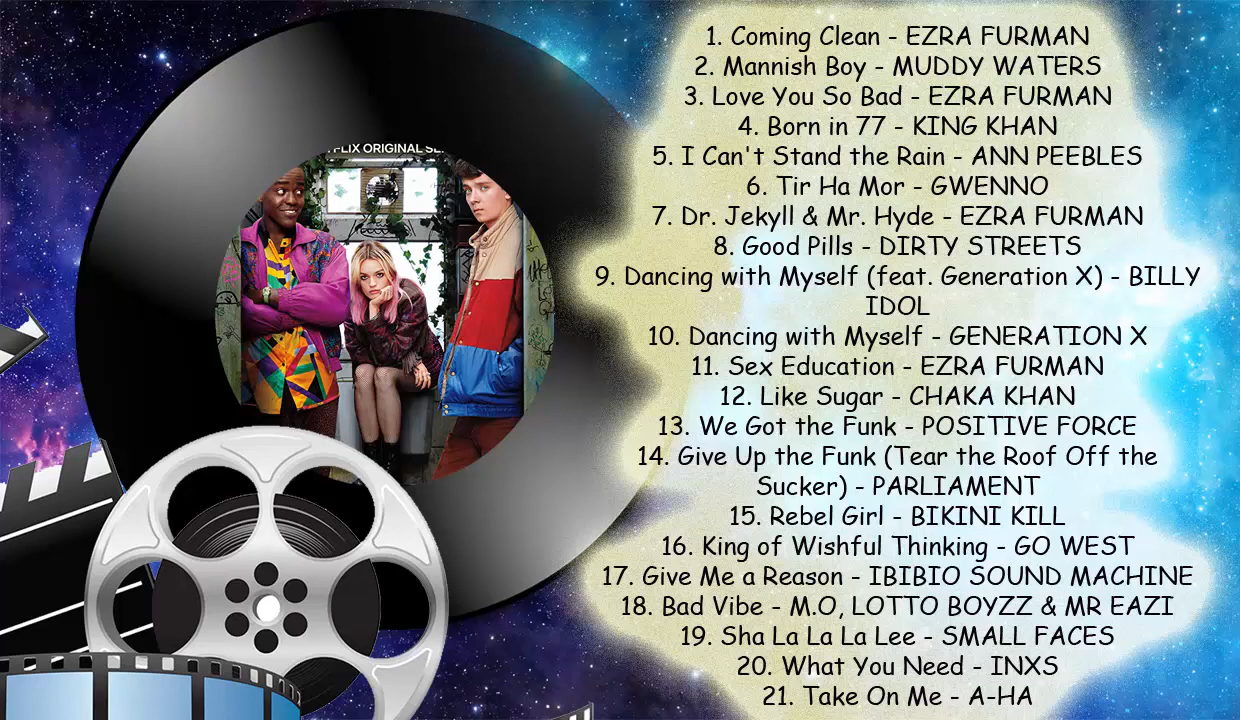 FLIX ORIGINAL SE
1. Coming Clean - EZRA FURMAN
2. Mannish Boy - MUDDY WATERS
3. Love You So Bad - EZRA FURMAN
4. Born in 77 - KING KHAN
5. I Can't Stand the Rain - ANN PEEBLES
6. Tir Ha Mor - GWENNO
7. Dr. Jekyll & Mr. Hyde - EZRA FURMAN
8. Good Pills - DIRTY STREETS
9. Dancing with Myself (feat. Generation X) - BILLY
IDOL
10. Dancing with Myself - GENERATION X
11. Sex Education - EZRA FURMAN
12. Like Sugar - CHAKA KHAN
13. We Got the Funk - POSITIVE FORCE
14. Give Up the Funk (Tear the Roof Off the
Sucker) - PARLIAMENT
15. Rebel Girl - BIKINI KILL
16. King of Wishful Thinking - GO WEST
17. Give Me a Reason - IBIBIO SOUND MACHINE
18. Bad Vibe - M.O, LOTTO BOYZZ & MR EAZI
19. Sha La La La Lee - SMALL FACES
20. What You Need - INXS
21. Take On Me - A-HA